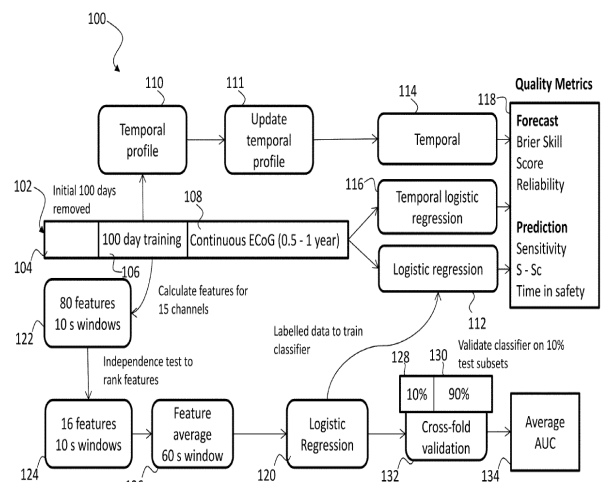 100
110
111
114
118
Quality Metrics
Temporal
profile
Update
temporal
profile
Temporal
Forecast
Brier Skill
Score
Reliability
Prediction
Sensitivity
S - Sc
Time in safety
102
Initial 100 days
removed
108
116
Temporal logistic
regression
104
100 day training
Continuous ECoG (0.5 - 1 year)
106
Logistic regression
112
80 features
10 s windows
122
Calculate features for
15 channels
Independence test to
rank features
Labelled data to train
classifier
Validate classifier on 10%
test subsets
128
130
10%
90%
16 features
10 s windows
124
Feature
average
60 s window
Logistic
Regression
120
Cross-fold
validation
132
Average
AUC
134